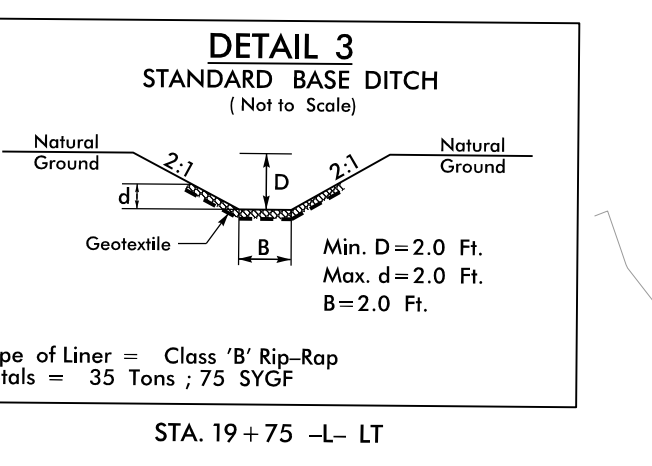 DETAIL 3
STANDARD BASE DITCH
( Not to Scale)
Natural
Ground
2:1
D
2:1
Natural
Ground
d
Geotextile
B
Min. D=2.0 Ft.
Max. d=2.0 Ft.
B=2.0 Ft.
pe of Liner = Class 'B' Rip-Rap
tals = 35 Tons ; 75 SYGF
STA. 19+75 -L- LT